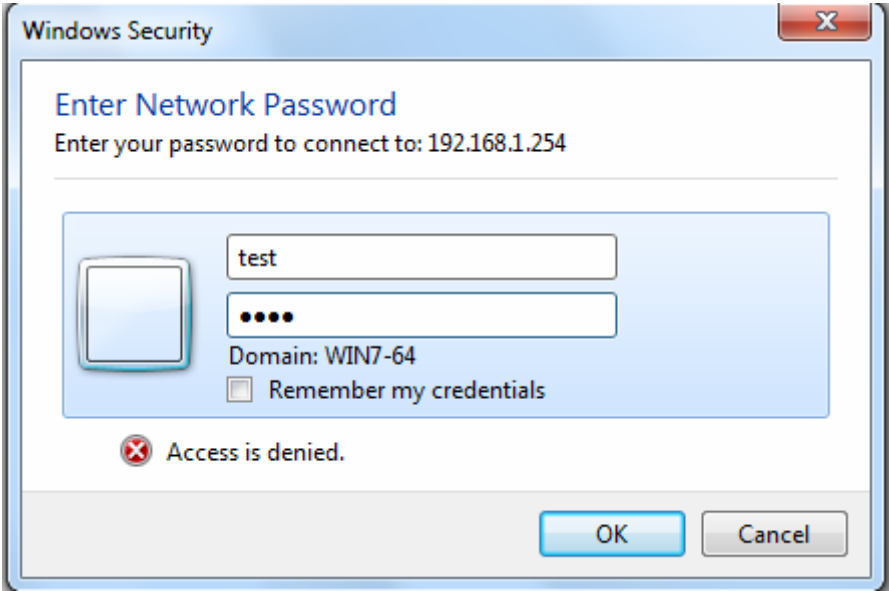 Windows Security
Enter Network Password
Enter your password to connect to: 192.168.1.254
test
●●●●
Domain: WIN7-64
Remember my credentials
Access is denied.
OK
Cancel